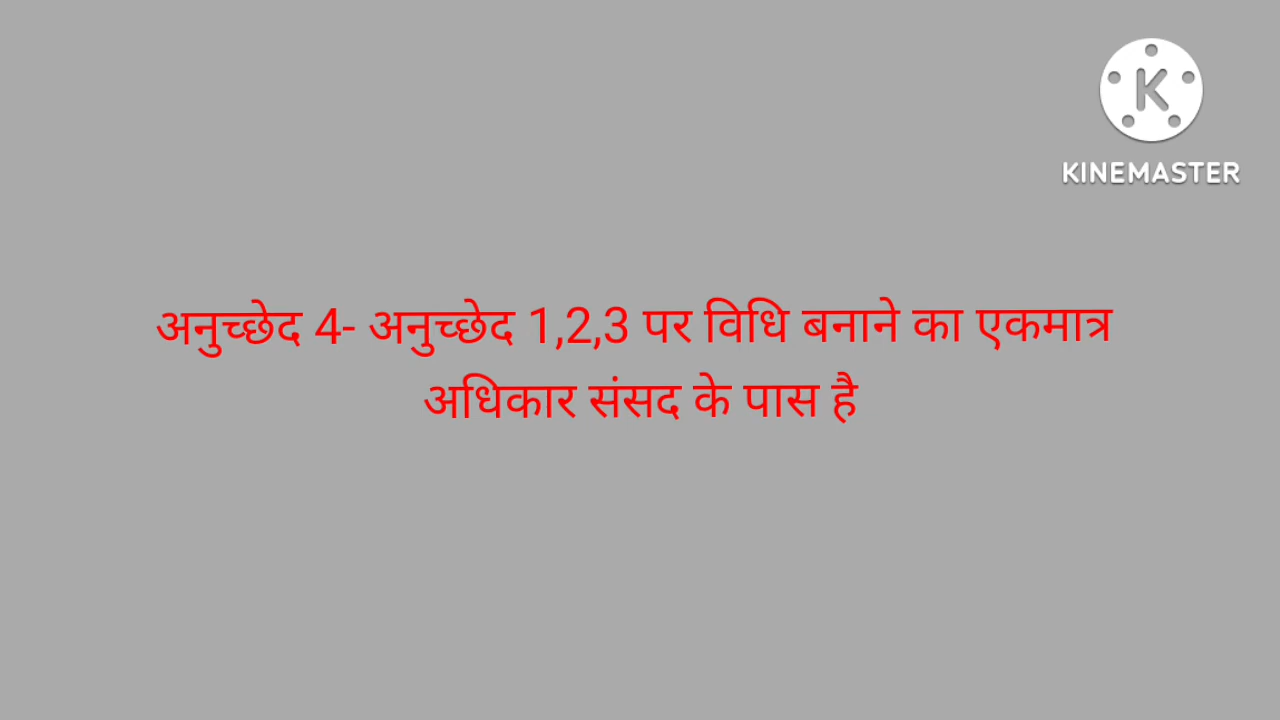 KINEMASTER
अनुच्छेद 4- अनुच्छेद 1,2,3 पर विधि बनाने का एकमात्र
अधिकार संसद के पास है